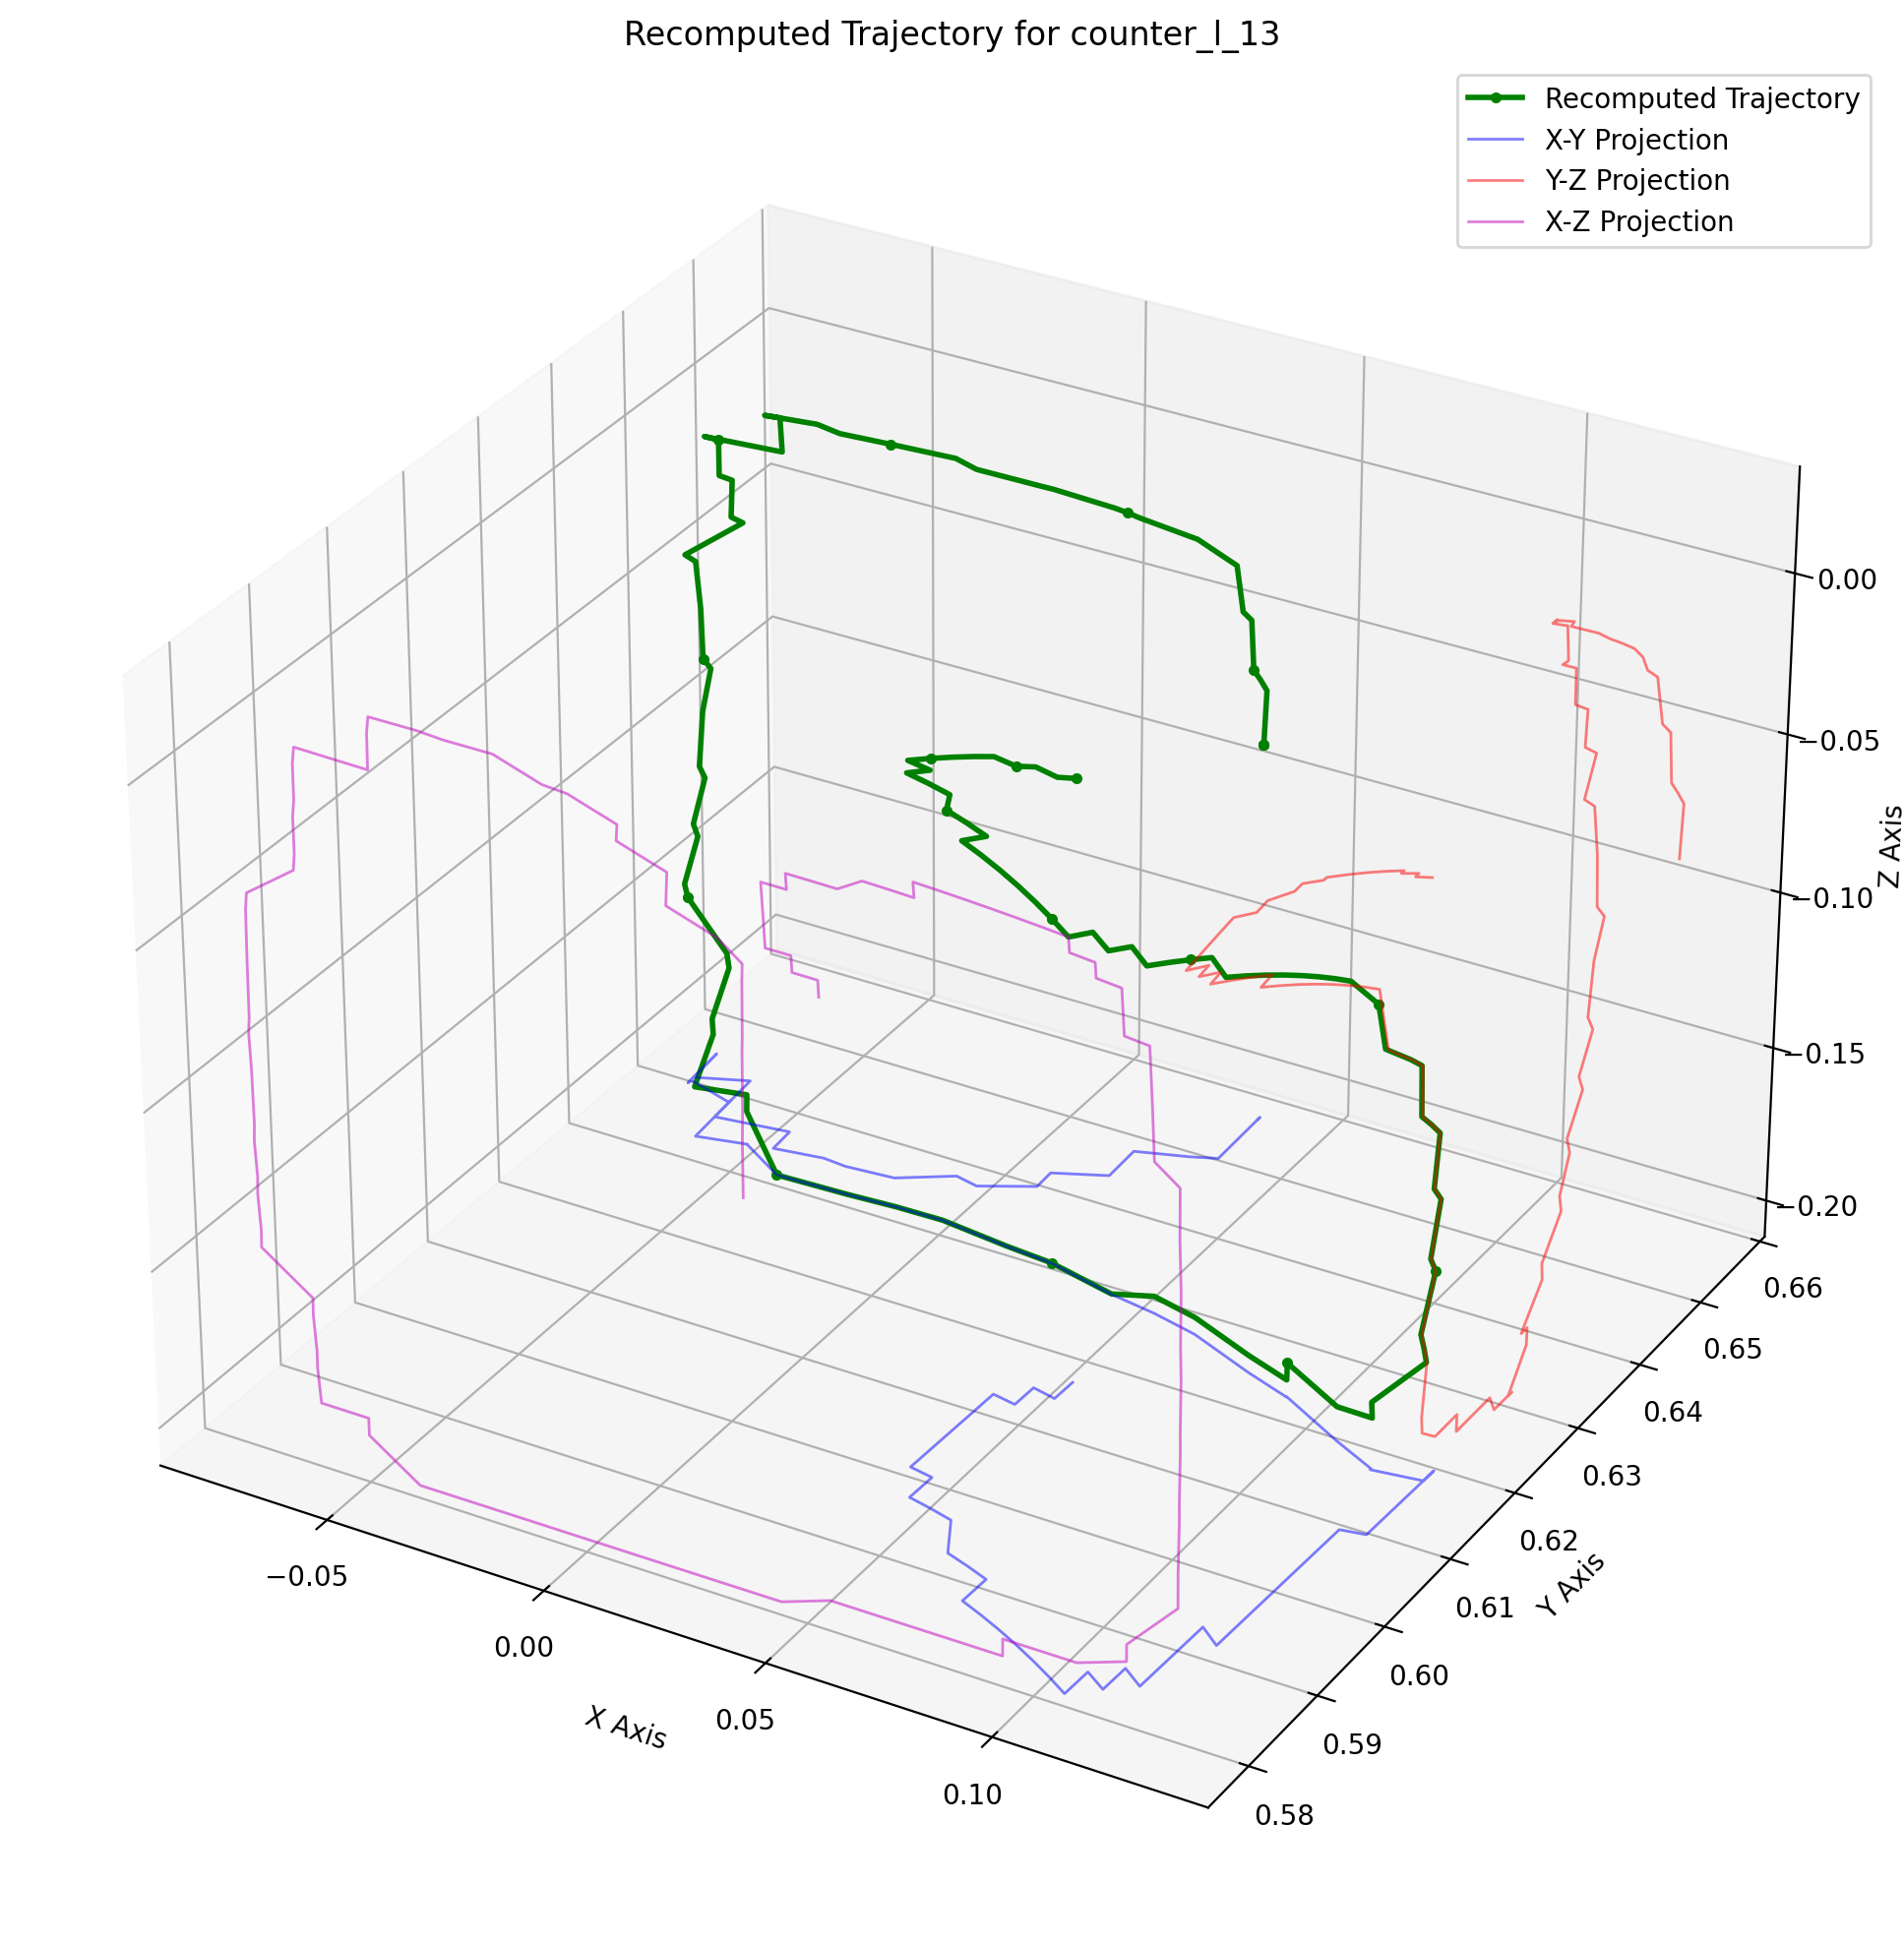 Recomputed Trajectory for counter_l_13
Recomputed Trajectory
X-Y Projection
Y-Z Projection
X-Z Projection
0.00
−0.05
−0.10
−0.15
−0.20
Z Axis
0.66
0.65
0.64
0.63
0.62
0.61
0.60
0.59
0.58
Y Axis
−0.05
0.00
0.05
0.10
X Axis